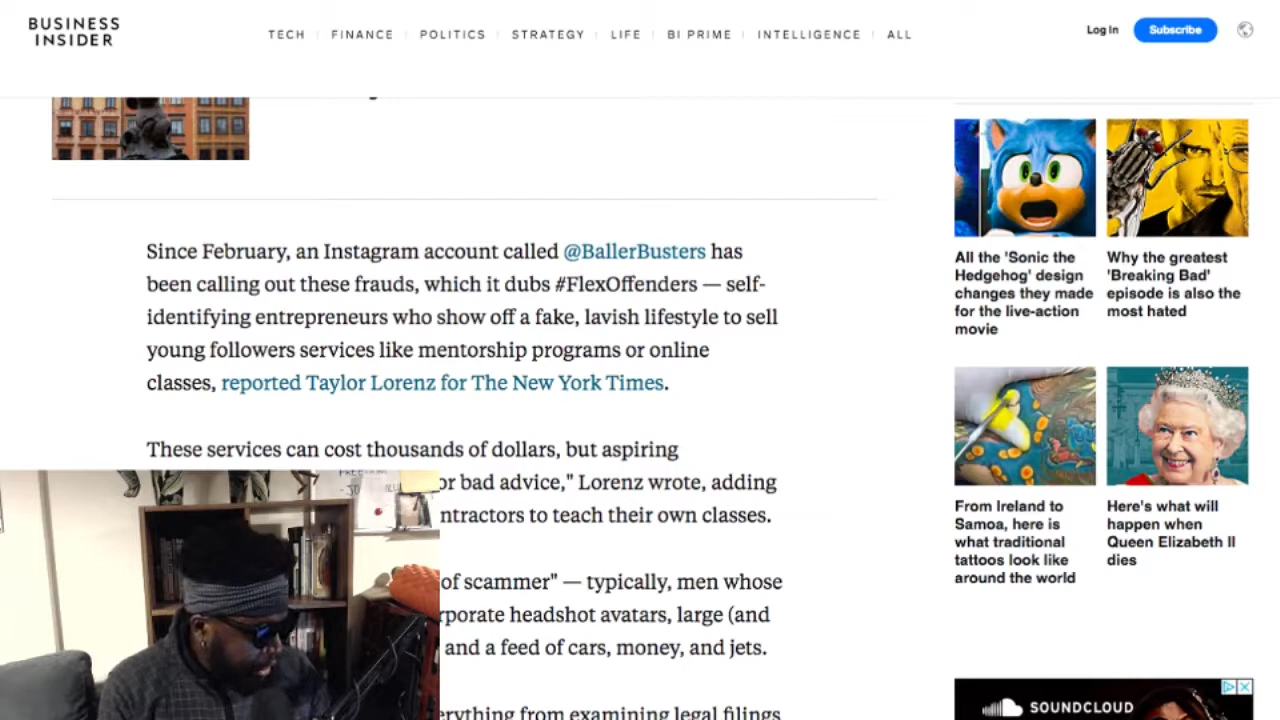 BUSINESS
INSIDER
TECH
FINANCE
POLITICS
STRATEGY
LIFE
BI PRIME
INTELLIGENCE
ALL
Log In
Subscribe
Since February, an Instagram account called @BallerBusters has
been calling out these frauds, which it dubs #FlexOffenders — self-
identifying entrepreneurs who show off a fake, lavish lifestyle to sell
young followers services like mentorship programs or online
classes, reported Taylor Lorenz for The New York Times.
These services can cost thousands of dollars, but aspiring
or bad advice," Lorenz wrote, adding
ntractors to teach their own classes.
of scammer" — typically, men whose
rporate headshot avatars, large (and
and a feed of cars, money, and jets.
erything from examining legal filings
All the 'Sonic the
Hedgehog' design
changes they made
for the live-action
movie
Why the greatest
'Breaking Bad'
episode is also the
most hated
From Ireland to
Samoa, here is
what traditional
tattoos look like
around the world
Here's what will
happen when
Queen Elizabeth II
dies
SOUNDCLOUD